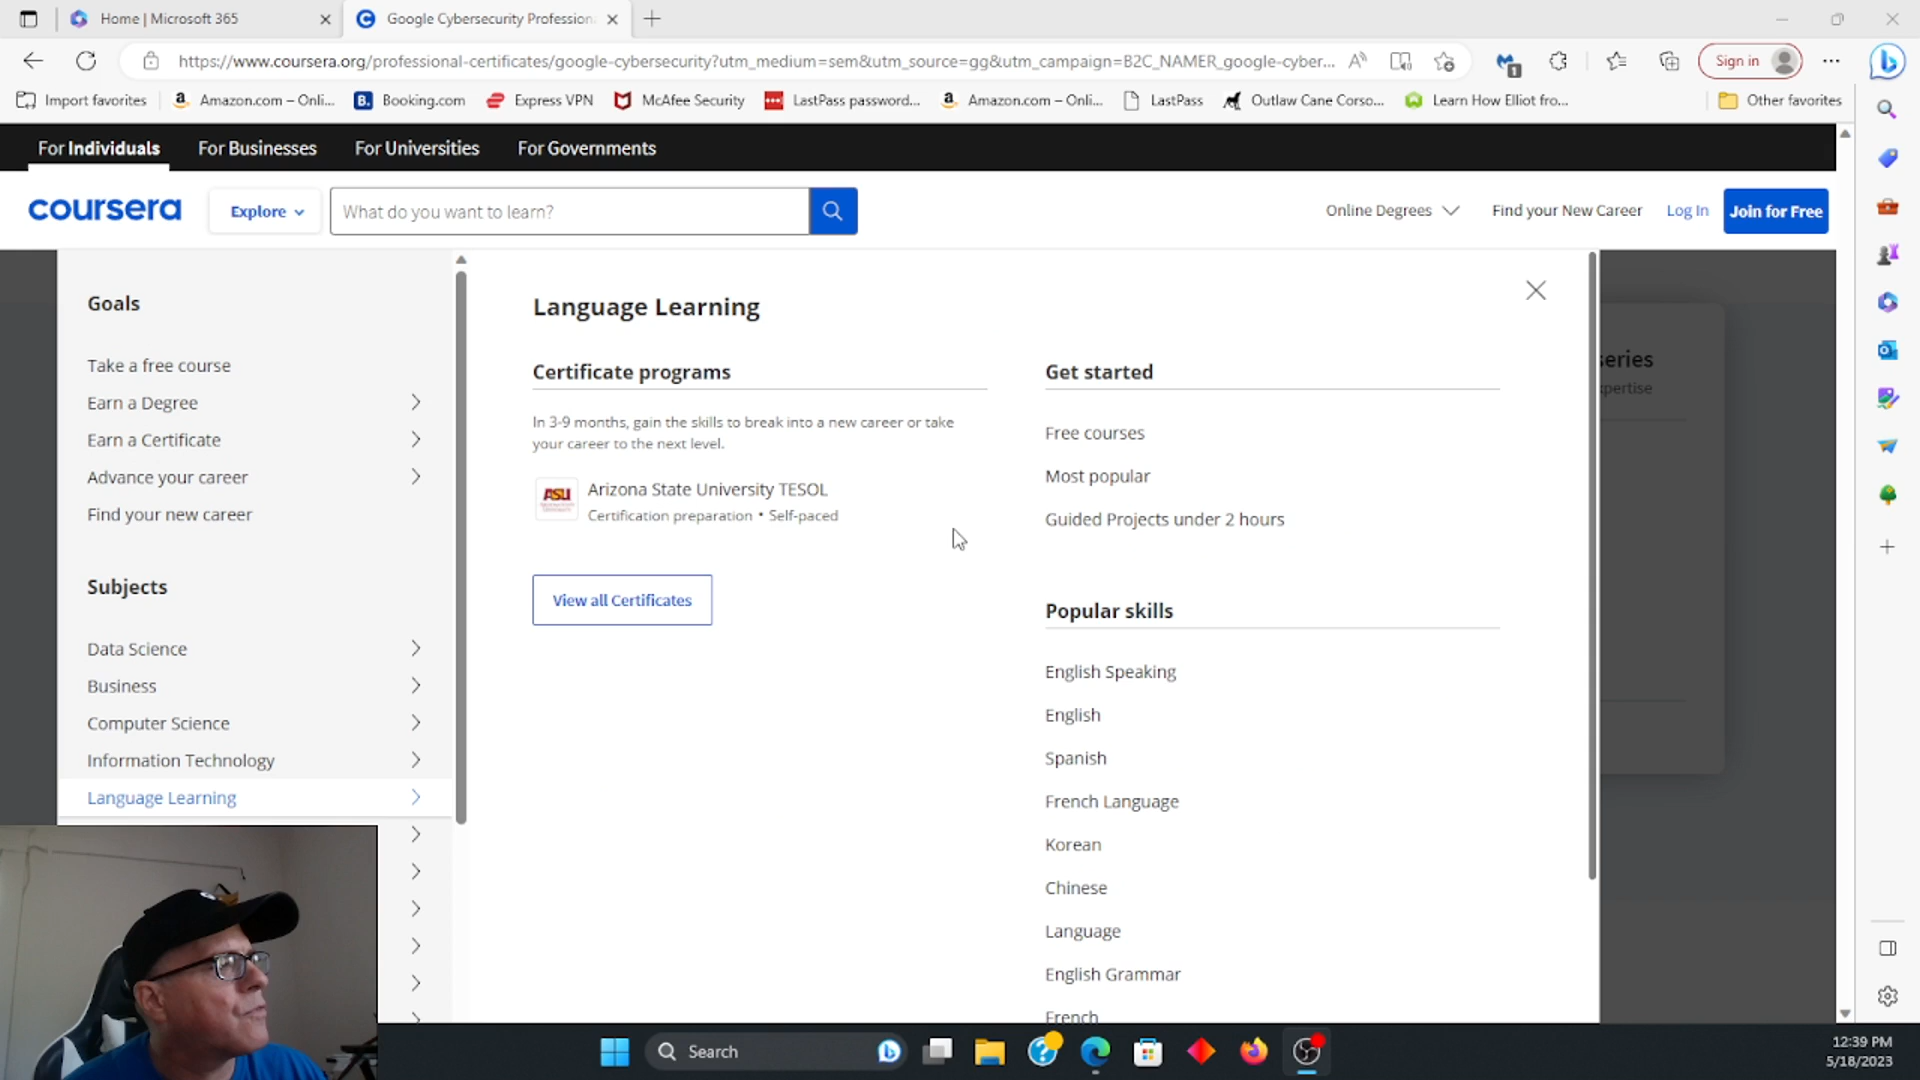 Home | Microsoft 365
Google Cybersecurity Profession
https://www.coursera.org/professional-certificates/google-cybersecurity?utm_medium=sem&utm_source=gg&utm_campaign=B2C_NAMER_google-cyber...
1
Sign in
Import favorites
Amazon.com – Onli...
Booking.com
Express VPN
McAfee Security
LastPass password...
Amazon.com – Onli...
LastPass
Outlaw Cane Corso...
Learn How Elliot fro...
Other favorites
For Individuals
For Businesses
For Universities
For Governments
coursera
Explore
What do you want to learn?
Online Degrees
Find your New Career
Log In
Join for Free
Goals
Take a free course
Earn a Degree
Earn a Certificate
Advance your career
Find your new career
Subjects
Data Science
Business
Computer Science
Information Technology
Language Learning
Language Learning
Certificate programs
In 3-9 months, gain the skills to break into a new career or take
your career to the next level.
ASU
Arizona State University TESOL
Certification preparation • Self-paced
View all Certificates
Get started
Free courses
Most popular
Guided Projects under 2 hours
Popular skills
English Speaking
English
Spanish
French Language
Korean
Chinese
Language
English Grammar
French
eries
pertise
Search
12:39 PM
5/18/2023